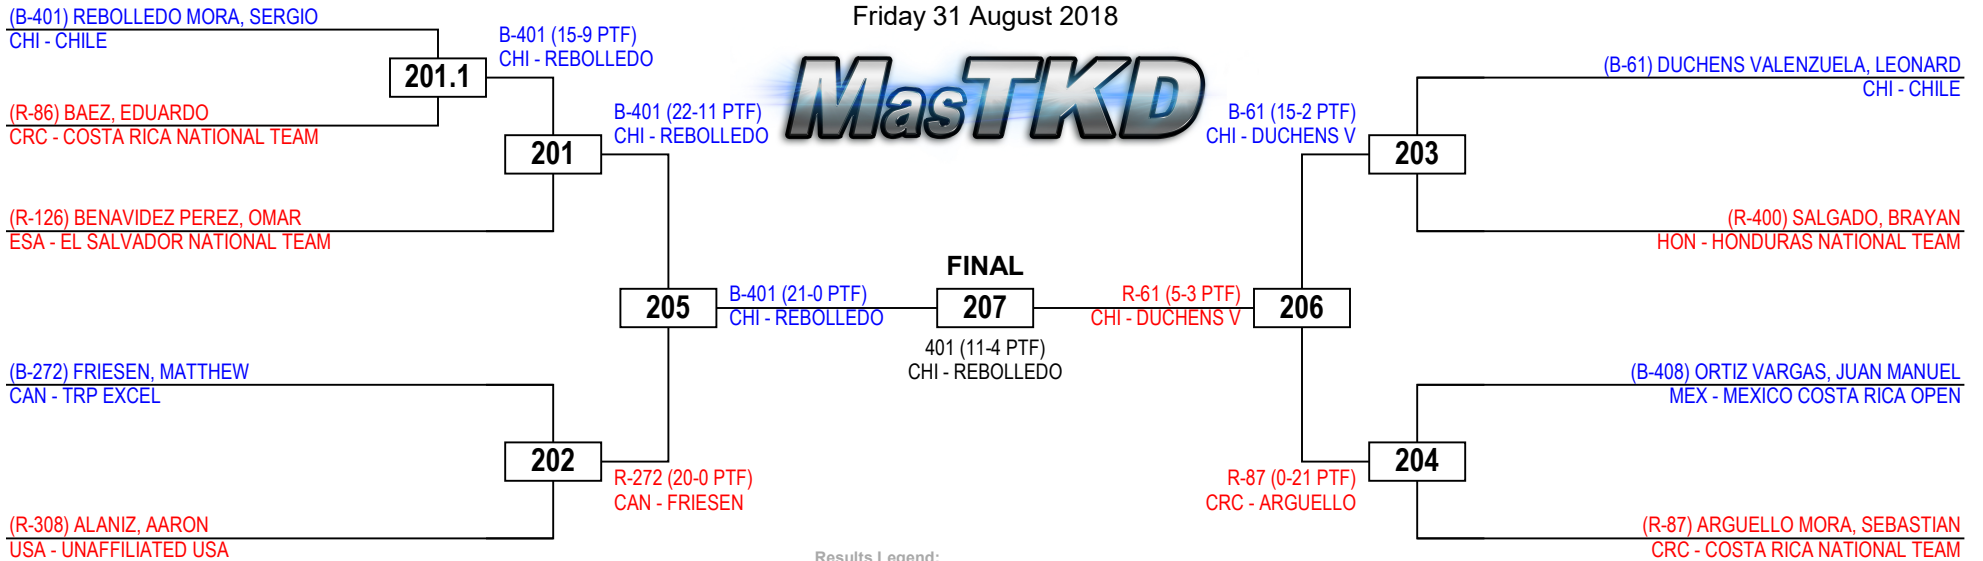 (B-401) REBOLLEDO MORA, SERGIO
CHI - CHILE
B-401 (15-9 PTF)
CHI - REBOLLEDO
201.1
(R-86) BAEZ, EDUARDO
CRC - COSTA RICA NATIONAL TEAM
B-401 (22-11 PTF)
CHI - REBOLLEDO
201
(R-126) BENAVIDEZ PEREZ, OMAR
ESA - EL SALVADOR NATIONAL TEAM
205
B-401 (21-0 PTF)
CHI - REBOLLEDO
(B-272) FRIESEN, MATTHEW
CAN - TRP EXCEL
202
R-272 (20-0 PTF)
CAN - FRIESEN
(R-308) ALANIZ, AARON
USA - UNAFFILIATED USA
Friday 31 August 2018
MasTKD
FINAL
207
401 (11-4 PTF)
CHI - REBOLLEDO
Results Legend:
(B-61) DUCHENS VALENZUELA, LEONARD
CHI - CHILE
B-61 (15-2 PTF)
CHI - DUCHENS V
203
(R-400) SALGADO, BRAYAN
HON - HONDURAS NATIONAL TEAM
R-61 (5-3 PTF)
CHI - DUCHENS V
206
(B-408) ORTIZ VARGAS, JUAN MANUEL
MEX - MEXICO COSTA RICA OPEN
204
R-87 (0-21 PTF)
CRC - ARGUELLO
(R-87) ARGUELLO MORA, SEBASTIAN
CRC - COSTA RICA NATIONAL TEAM